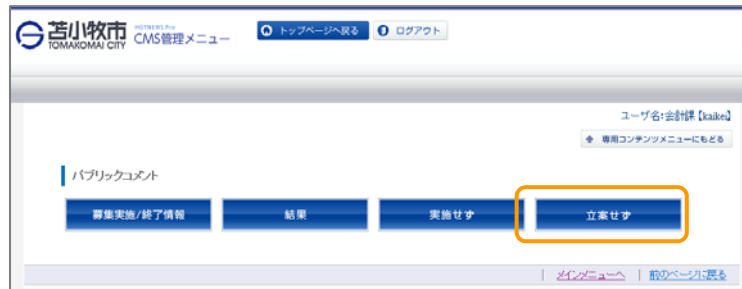 苫小牧市 TOMAKOMAI CITY
HOTNEWS Pro
CMS管理メニュー
トップページへ戻る ログアウト
ユーザ名:会計課【kaikei】
専用コンテンツメニューにもどる
パブリックコメント
募集実施/終了情報 結果 実施せず 立案せず
| メインメニューへ | 前のページに戻る